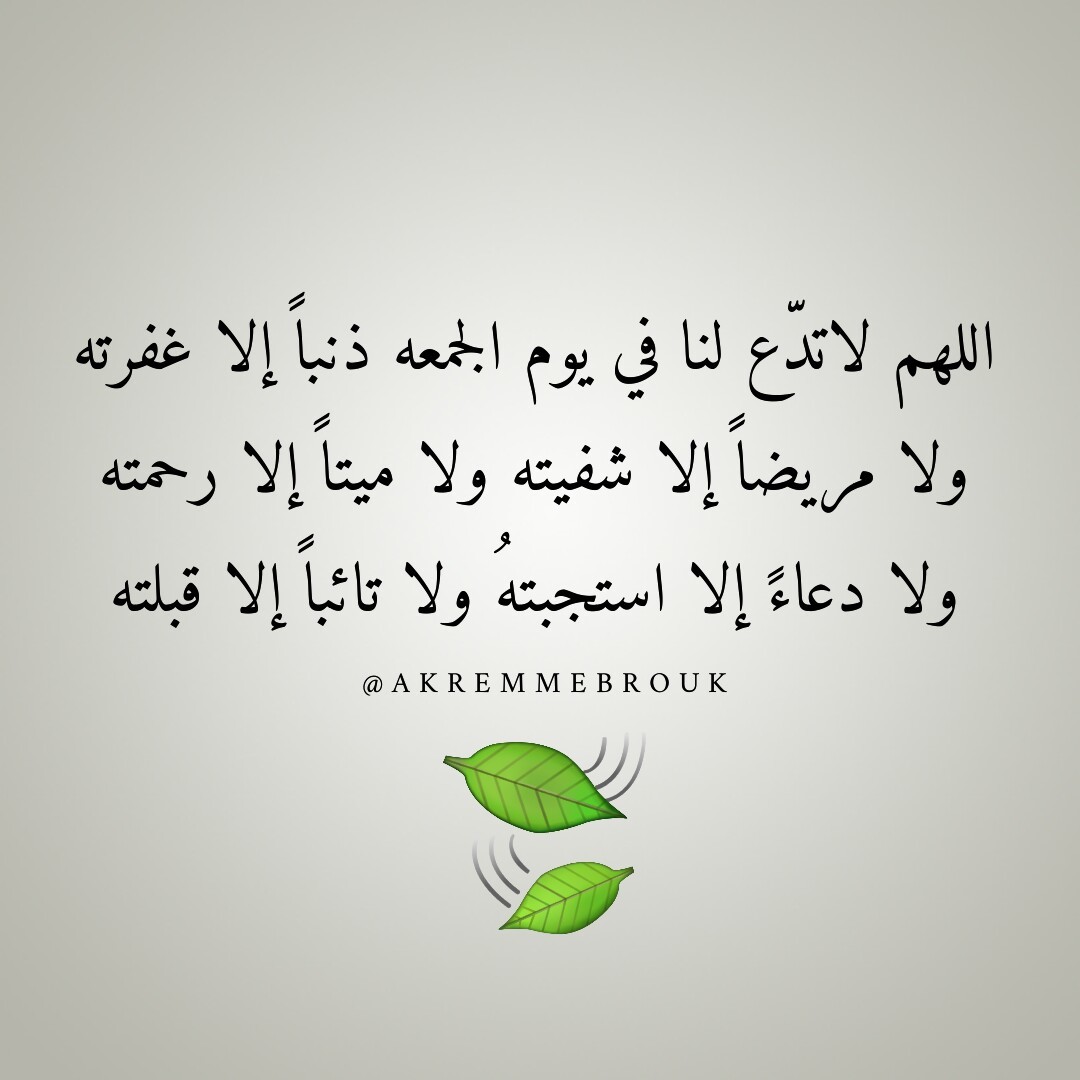 اللهم لاتدّع لنا في يوم الجمعه ذنباً إلا غفرته
ولا مريضاً إلا شفيته ولا ميتاً إلا رحمته
ولا دعاءً إلا استجبتهُ ولا تائباً إلا قبلته
@AKREMMEBROUK